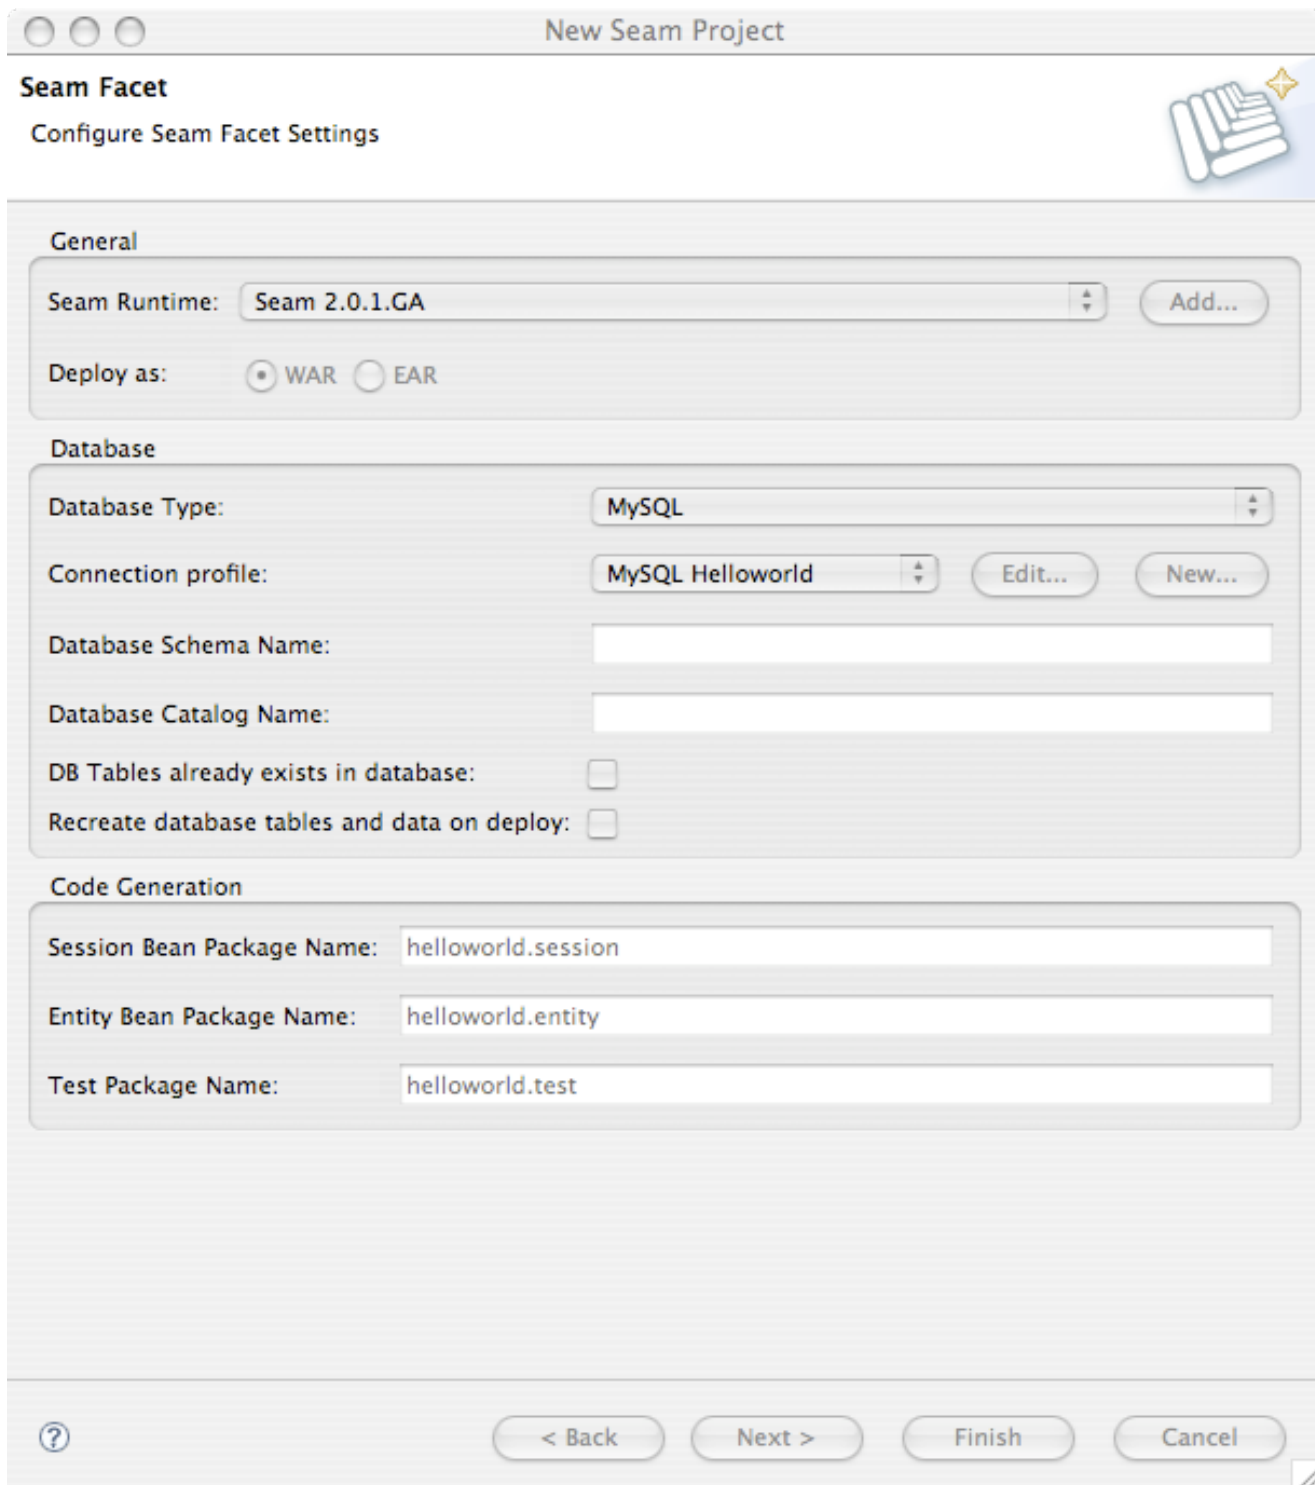 New Seam Project
Seam Facet
Configure Seam Facet Settings
General
Seam Runtime: Seam 2.0.1.GA Add...
Deploy as: WAR EAR
Database
Database Type: MySQL
Connection profile: MySQL Helloworld Edit... New...
Database Schema Name:
Database Catalog Name:
DB Tables already exists in database:
Recreate database tables and data on deploy:
Code Generation
Session Bean Package Name: helloworld.session
Entity Bean Package Name: helloworld.entity
Test Package Name: helloworld.test
? < Back Next > Finish Cancel